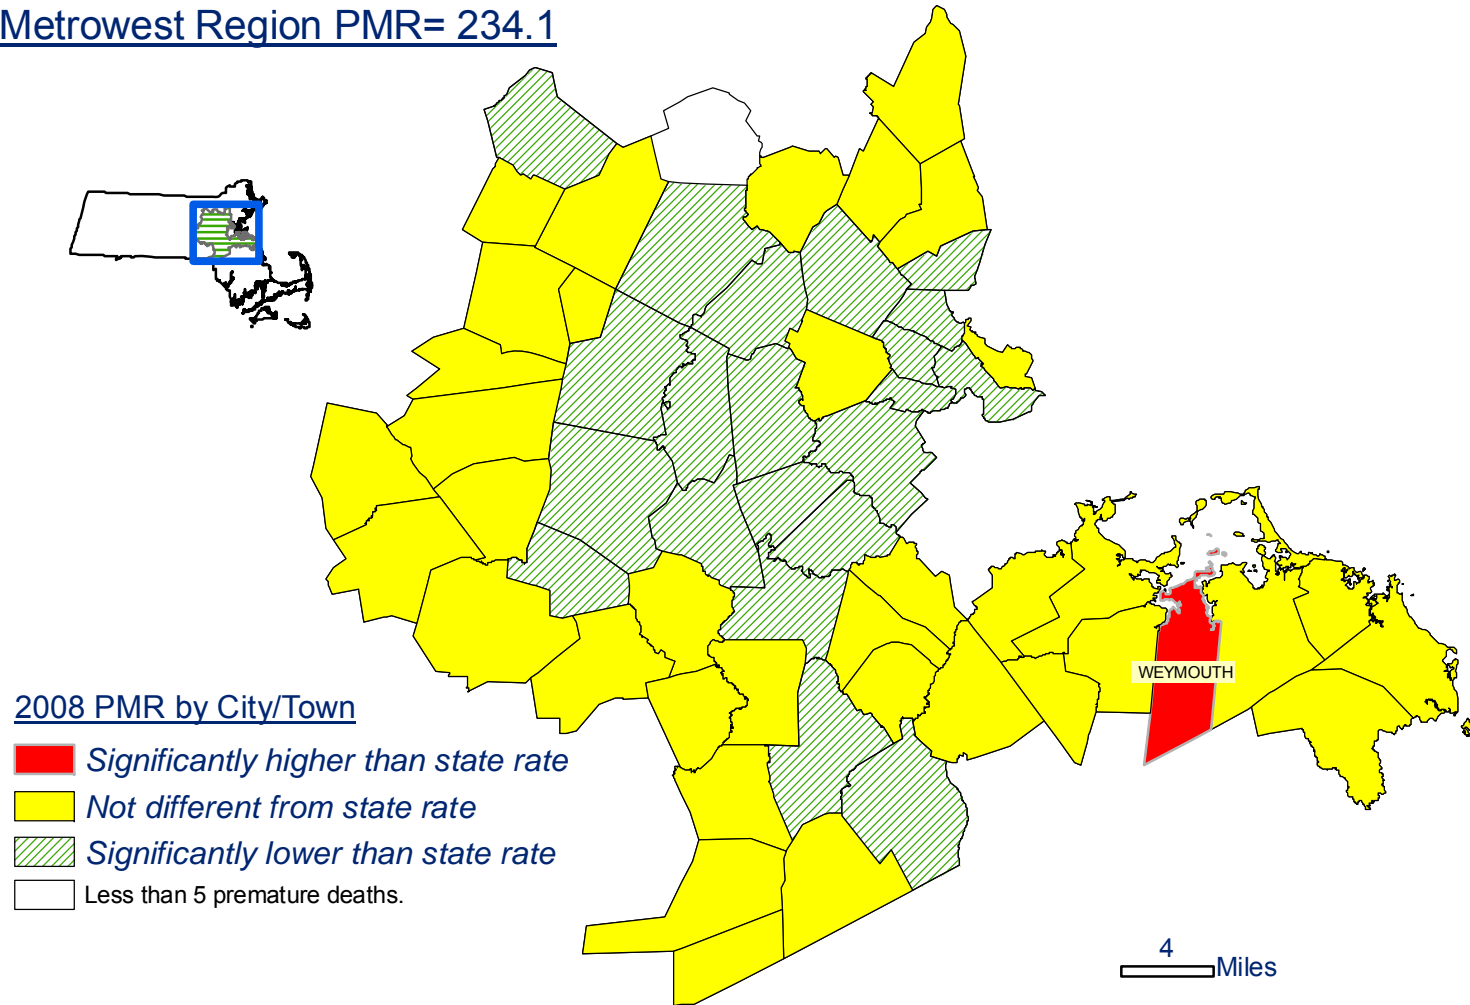 Metrowest Region PMR= 234.1
WEYMOUTH
2008 PMR by City/Town
Significantly higher than state rate
Not different from state rate
Significantly lower than state rate
Less than 5 premature deaths.
4
Miles